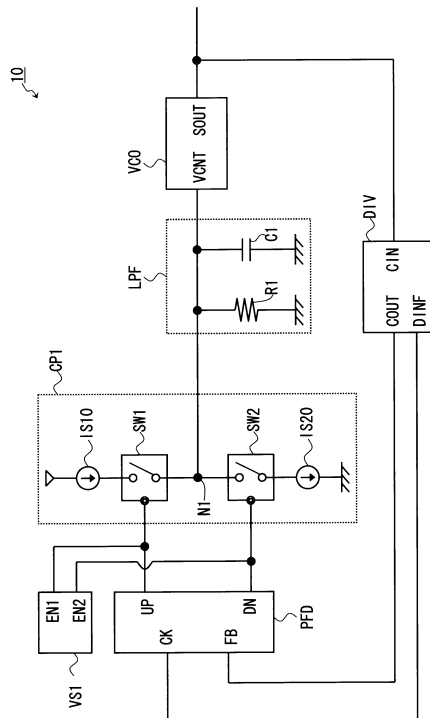 10
VCO
VCNT SOUT
LPF
R1
C1
DIV
COUT CIN
DINF
CP1
IS10
SW1
N1
SW2
IS20
EN1
EN2
VS1
UP
CK
DN
FB
PFD